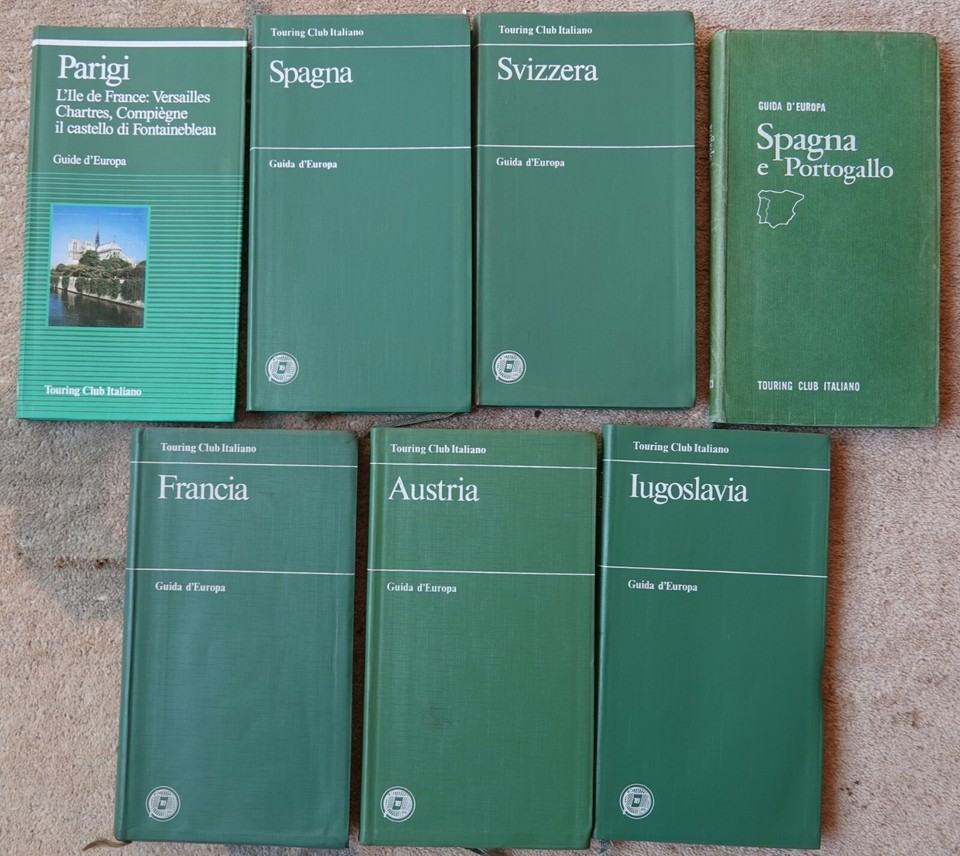 Parigi
L'Ile de France: Versailles
Chartres, Compiègne
il castello di Fontainebleau
Guide d'Europa
Touring Club Italiano
Touring Club Italiano
Spagna
Guida d'Europa
Touring Club Italiano
Svizzera
Guida d'Europa
GUIDA D'EUROPA
Spagna
e Portogallo
TOURING CLUB ITALIANO
Touring Club Italiano
Francia
Guida d'Europa
Touring Club Italiano
Austria
Guida d'Europa
Touring Club Italiano
Iugoslavia
Guida d'Europa